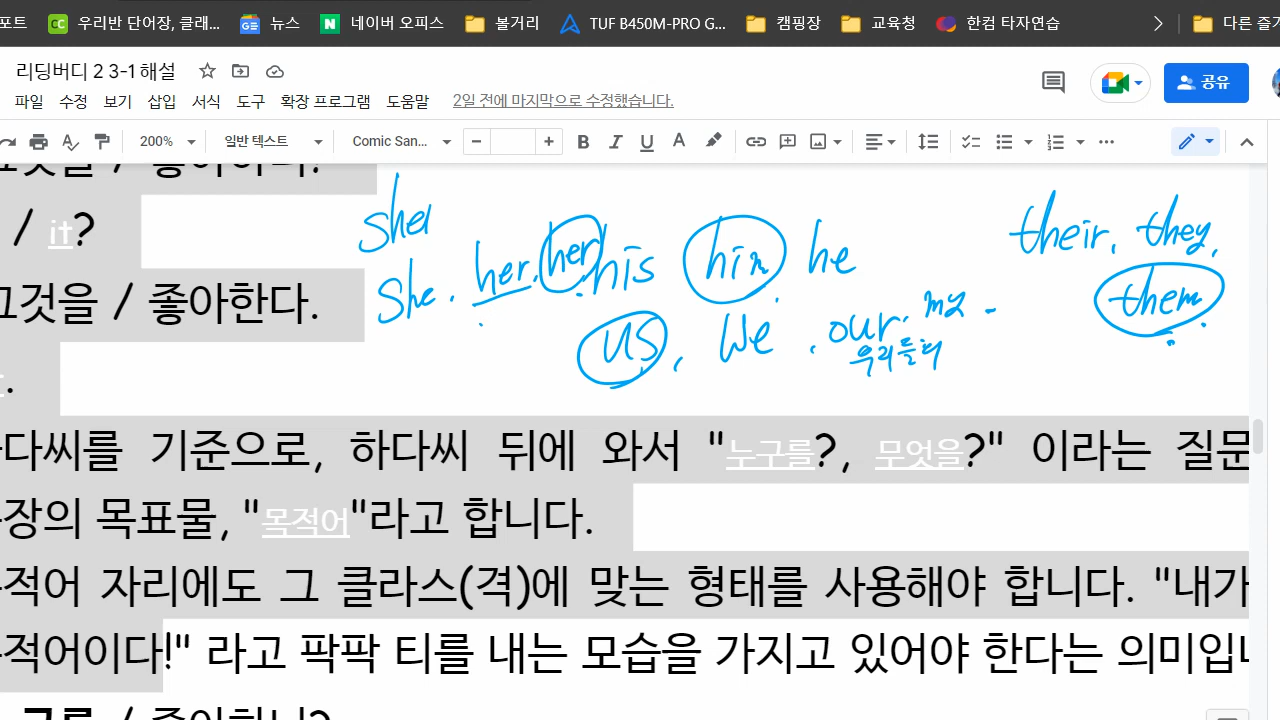 포트 우리반 단어장, 클래... 뉴스 네이버 오피스 볼거리 TUF B450M-PRO G... 캠핑장 교육청 한컴 타자연습 다른 즐겨
리딩버디 2 3-1 해설
파일 수정 보기 삽입 서식 도구 확장 프로그램 도움말 2일 전에 마지막으로 수정했습니다. 공유
200% 일반 텍스트 Comic San... B I U A
그것을 / 좋아한다.
she
/ it? their, they,
She. her. her his him he
them
그것을 / 좋아한다.
us, we, our. my -
우리들의
하다씨를 기준으로, 하다씨 뒤에 와서 "누구를?, 무엇을?" 이라는 질문
문장의 목표물, "목적어"라고 합니다.
목적어 자리에도 그 클라스(격)에 맞는 형태를 사용해야 합니다. "내가
목적어이다!" 라고 팍팍 티를 내는 모습을 가지고 있어야 한다는 의미입니